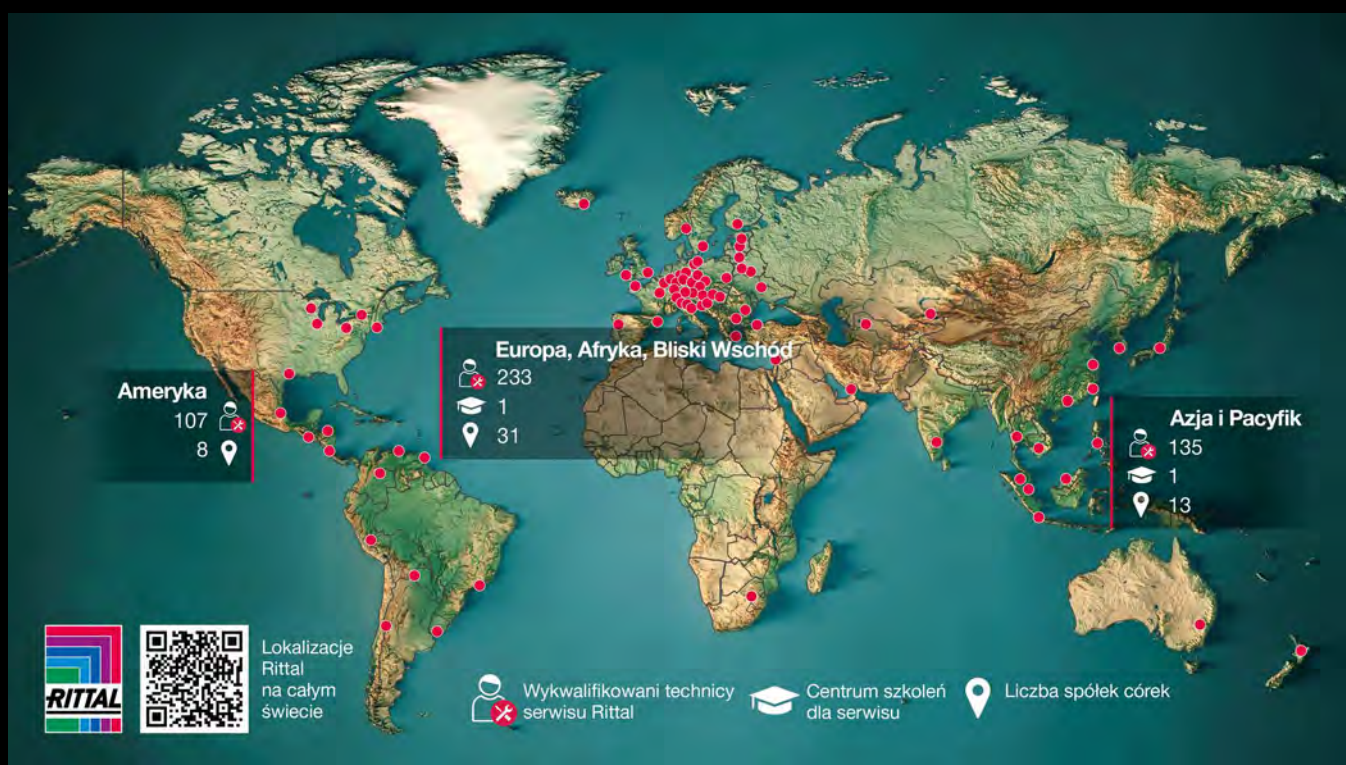 Europa, Afryka, Bliski Wschód
233
1
31
Ameryka
107
8
Azja i Pacyfik
135
1
13
RITTAL
Lokalizacje
Rittal
na całym
świecie
Wykwalifikowani technicy
serwisu Rittal
Centrum szkoleń
dla serwisu
Liczba spółek córek